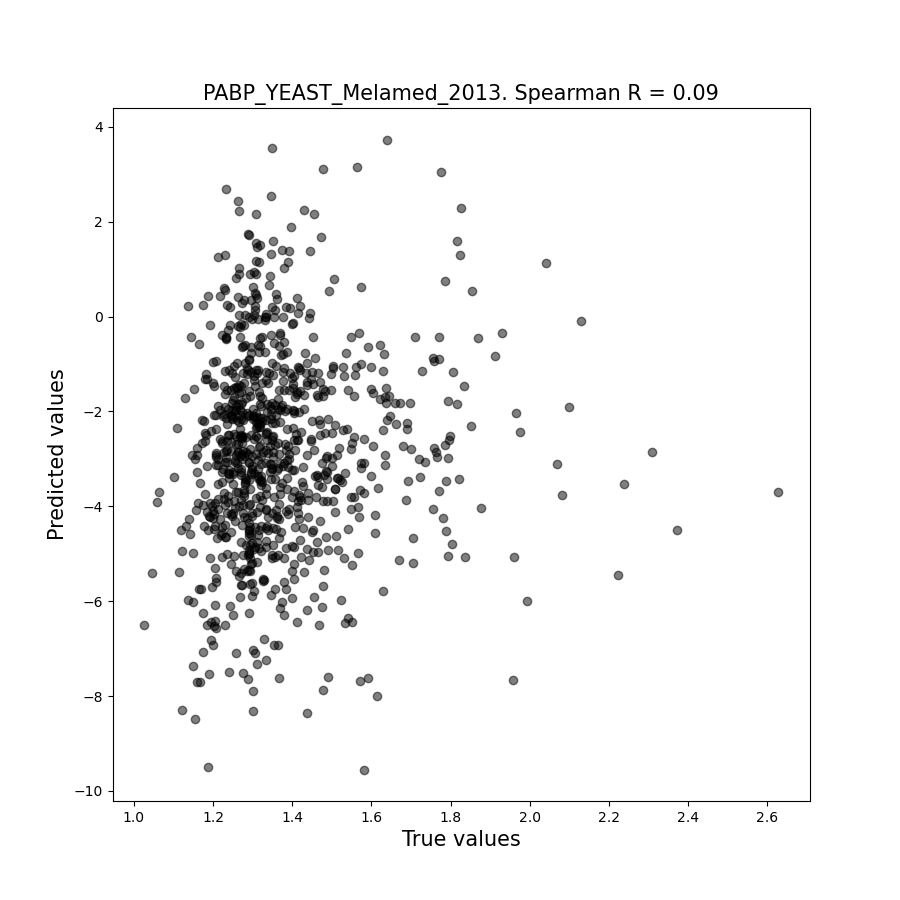 PABP_YEAST_Melamed_2013. Spearman R = 0.09
4
2
0
−2
−4
−6
−8
−10
Predicted values
1.0 1.2 1.4 1.6 1.8 2.0 2.2 2.4 2.6
True values